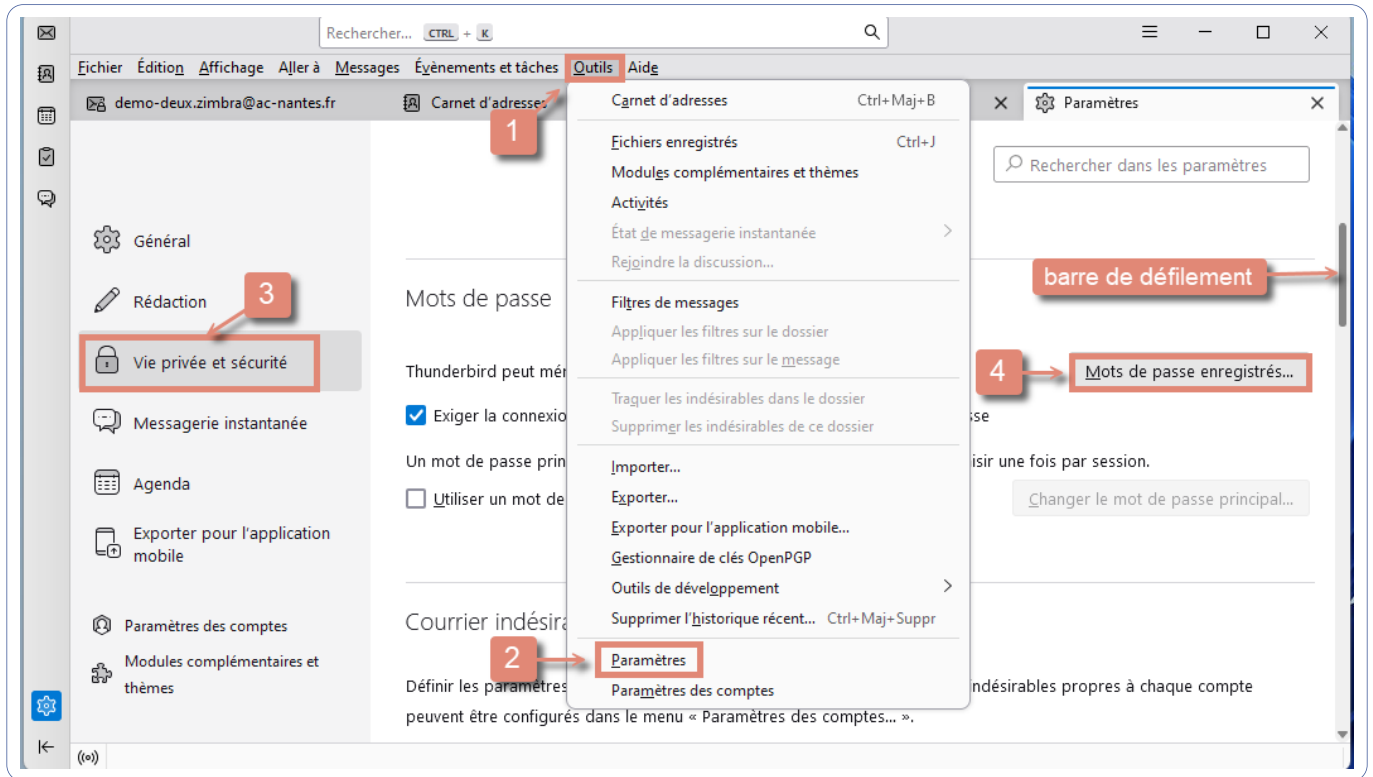 Rechercher... CTRL + K
Fichier Édition Affichage Aller à Messages Évènements et tâches Outils Aide
demo-deux.zimbra@ac-nantes.fr
Carnet d'adresses
Paramètres
1
Carnet d'adresses Ctrl+Maj+B
Fichiers enregistrés Ctrl+J
Modules complémentaires et thèmes
Activités
État de messagerie instantanée
Rejoindre la discussion...
Filtres de messages
Appliquer les filtres sur le dossier
Appliquer les filtres sur le message
Traquer les indésirables dans le dossier
Supprimer les indésirables de ce dossier
Importer...
Exporter...
Exporter pour l'application mobile...
Gestionnaire de clés OpenPGP
Outils de développement
Supprimer l'historique récent... Ctrl+Maj+Suppr
2
Paramètres
Paramètres des comptes
Général
Rédaction
3
Vie privée et sécurité
Messagerie instantanée
Agenda
Exporter pour l'application
mobile
Paramètres des comptes
Modules complémentaires et
thèmes
Rechercher dans les paramètres
barre de défilement
Mots de passe
Thunderbird peut mér
4
Mots de passe enregistrés...
Exiger la connexio sse
Un mot de passe prin isir une fois par session.
Utiliser un mot de
Changer le mot de passe principal...
Courrier indésira
Définir les paramètres ndésirables propres à chaque compte
peuvent être configurés dans le menu « Paramètres des comptes... ».